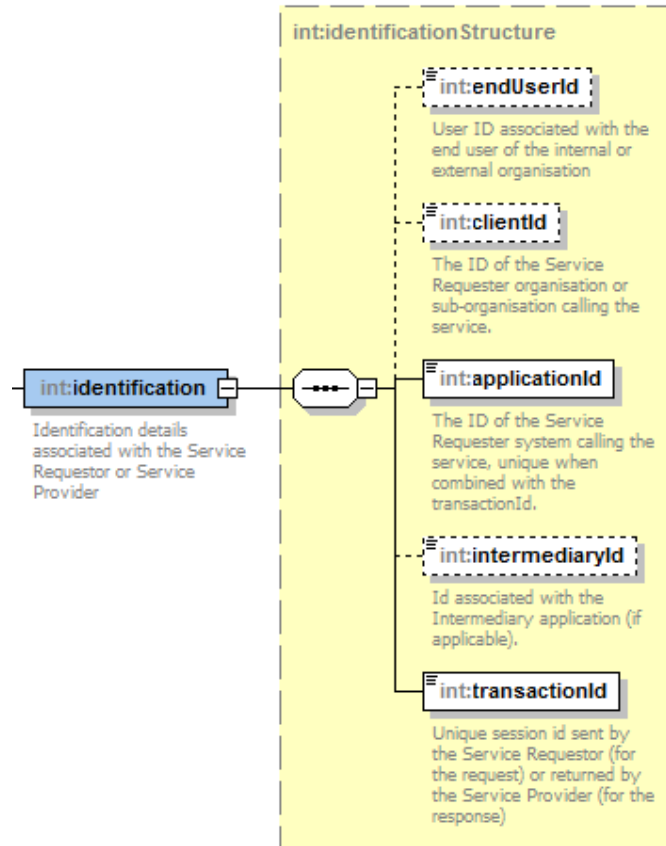 int:identificationStructure
int:endUserId
User ID associated with the
end user of the internal or
external organisation
int:clientId
The ID of the Service
Requester organisation or
sub-organisation calling the
service.
int:identification
Identification details
associated with the Service
Requestor or Service
Provider
int:applicationId
The ID of the Service
Requester system calling the
service, unique when
combined with the
transactionId.
int:intermediaryId
Id associated with the
Intermediary application (if
applicable).
int:transactionId
Unique session id sent by
the Service Requestor (for
the request) or returned by
the Service Provider (for the
response)